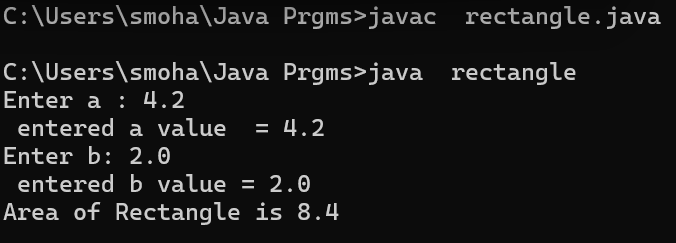 C:\Users\smoha\Java Prgms>javac  rectangle.java
C:\Users\smoha\Java Prgms>java  rectangle
Enter a : 4.2
 entered a value  = 4.2
Enter b: 2.0
 entered b value = 2.0
Area of Rectangle is 8.4